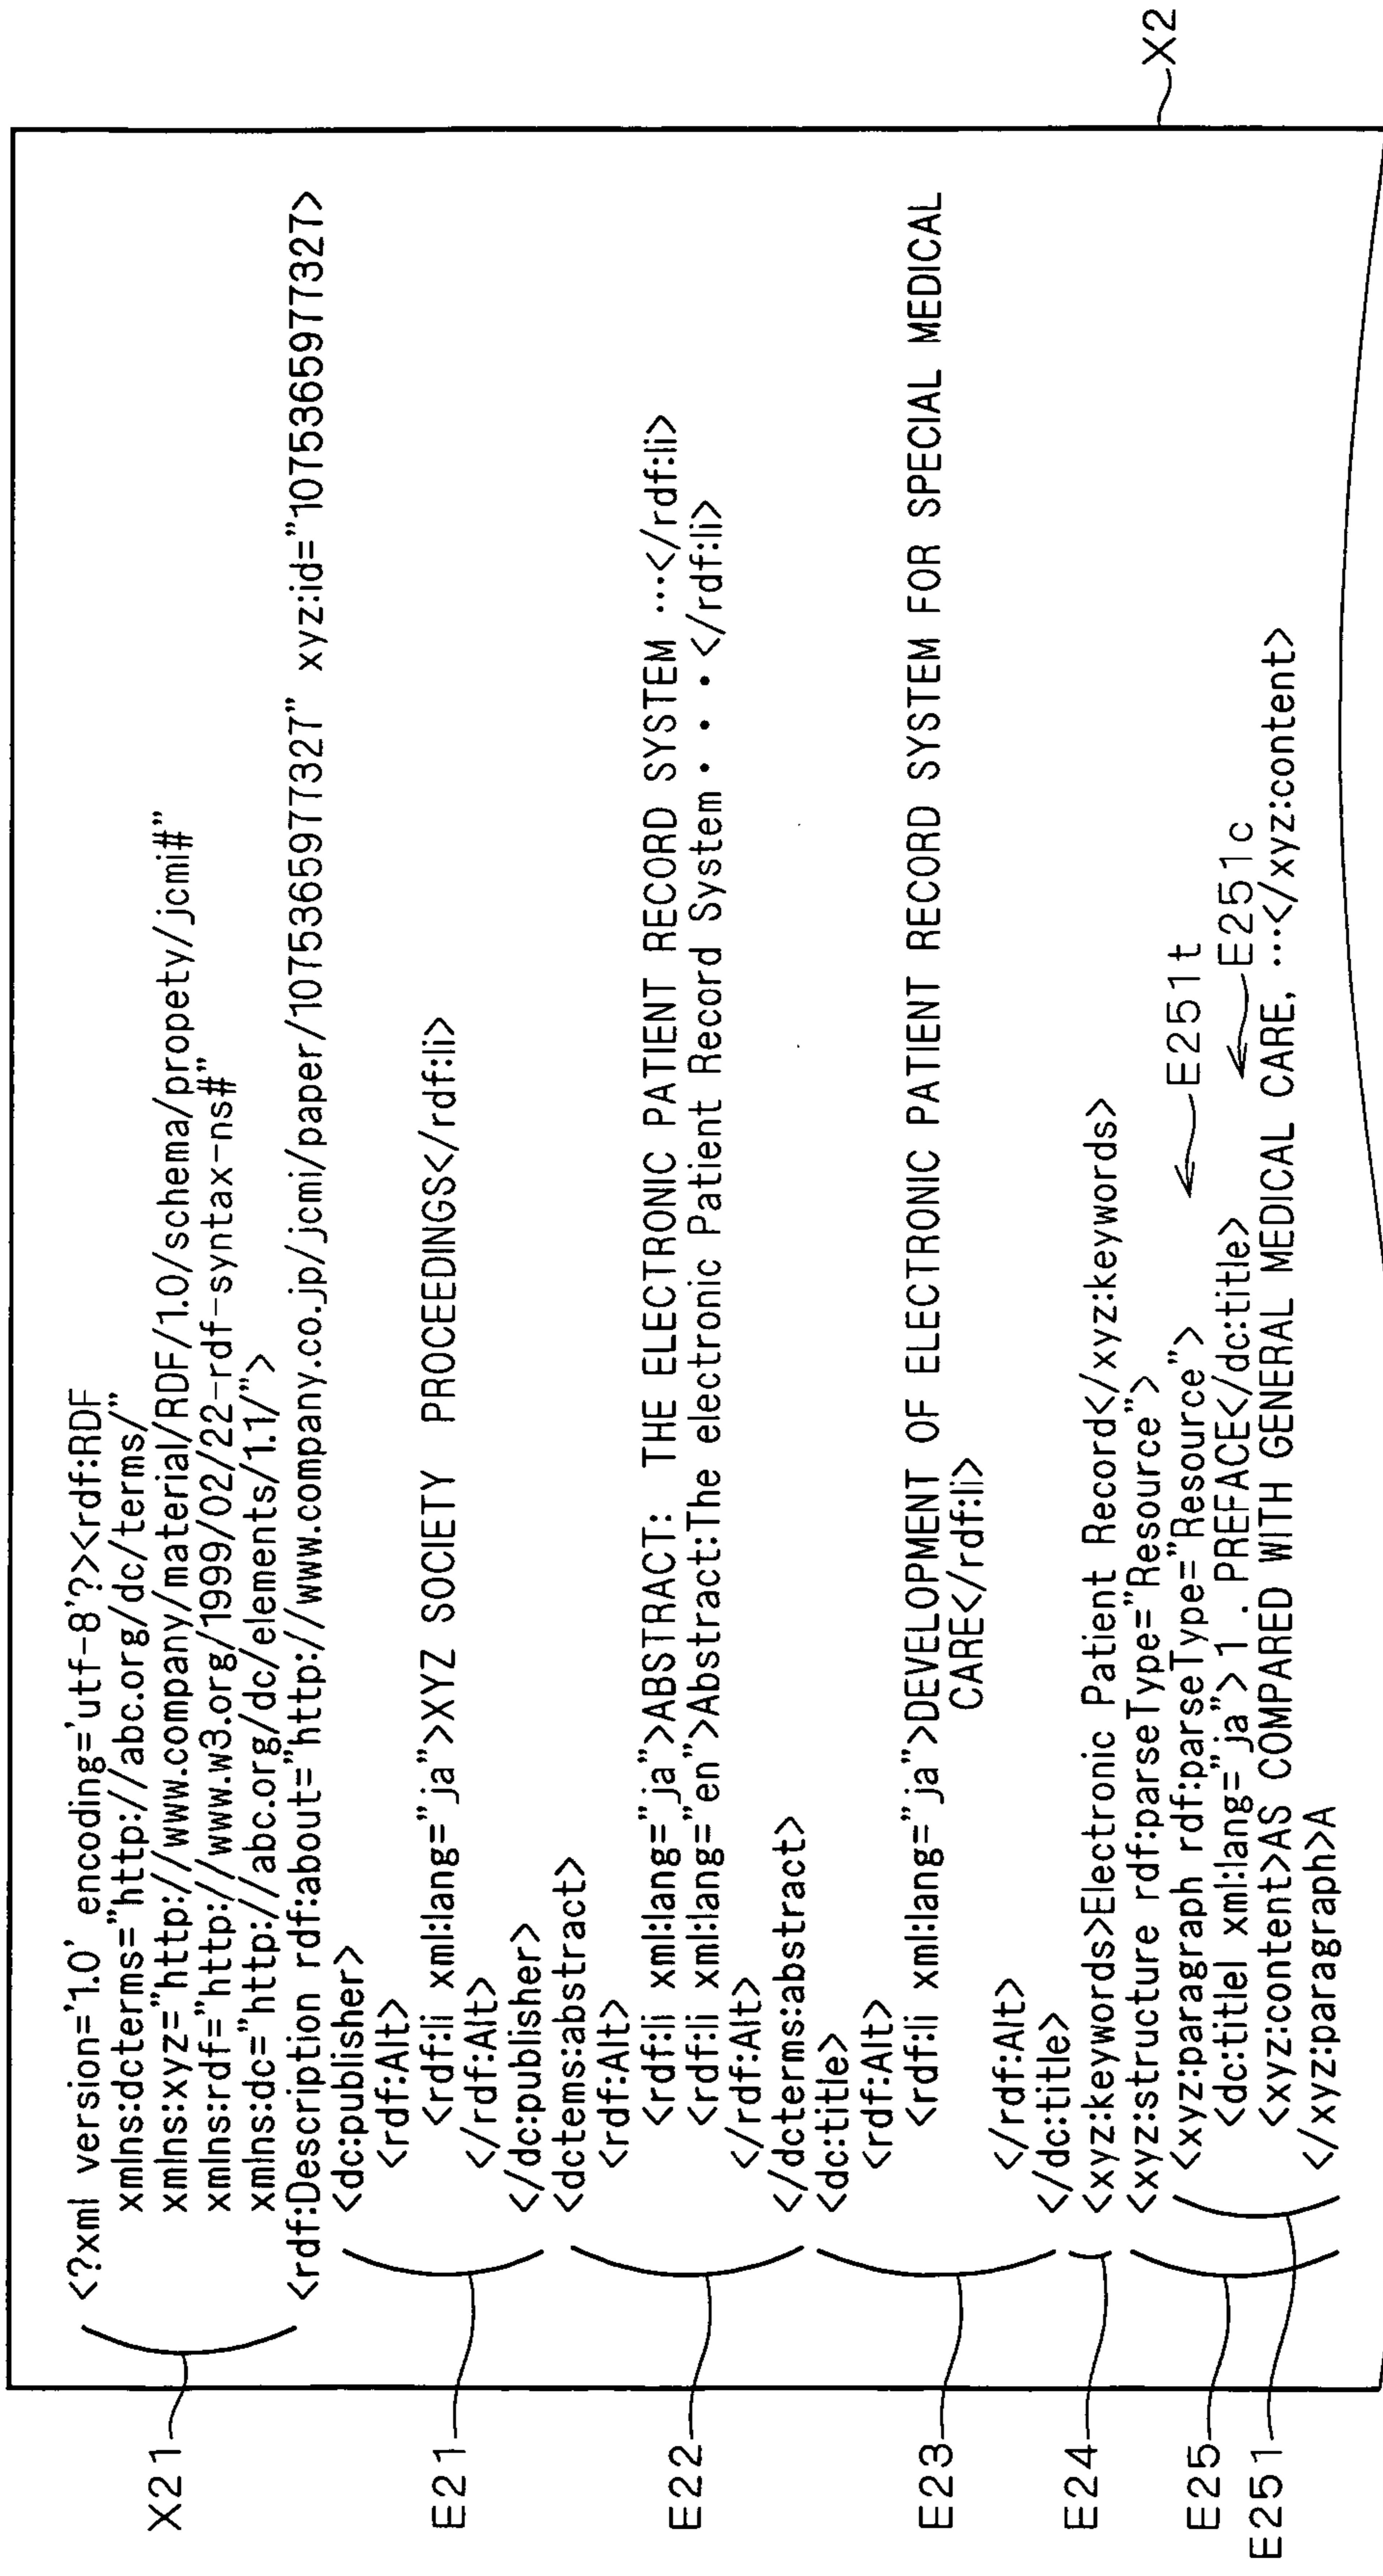 X2
X21
<?xml version='1.0' encoding='utf-8'?><rdf:RDF
xmlns:dcterms="http://abc.org/dc/terms/"
xmlns:xyz="http://www.company/material/RDF/1.0/schema/propety/jcmi#"
xmlns:rdf="http://www.w3.org/1999/02/22-rdf-syntax-ns#"
xmlns:dc="http://abc.org/dc/elements/1.1/">
<rdf:Description rdf:about="http://www.company.co.jp/jcmi/paper/1075365977327" xyz:id="1075365977327>
E21
<dc:publisher>
<rdf:Alt>
<rdf:li xml:lang="ja">XYZ SOCIETY PROCEEDINGS</rdf:li>
</rdf:Alt>
</dc:publisher>
E22
<dctems:abstract>
<rdf:Alt>
<rdf:li xml:lang="ja">ABSTRACT: THE ELECTRONIC PATIENT RECORD SYSTEM ...</rdf:li>
<rdf:li xml:lang="en">Abstract:The electronic Patient Record System・・・</rdf:li>
</rdf:Alt>
</dcterms:abstract>
E23
<dc:title>
<rdf:Alt>
<rdf:li xml:lang="ja">DEVELOPMENT OF ELECTRONIC PATIENT RECORD SYSTEM FOR SPECIAL MEDICAL
CARE</rdf:li>
</rdf:Alt>
</dc:title>
E24
<xyz:keywords>Electronic Patient Record</xyz:keywords>
E25
<xyz:structure rdf:parseType="Resource">
E251
<xyz:paragraph rdf:parseType="Resource"> E251t
<dc:titlel xml:lang="ja">1.PREFACE</dc:title> E251c
<xyz:content>AS COMPARED WITH GENERAL MEDICAL CARE, ...</xyz:content>
</xyz:paragraph>A